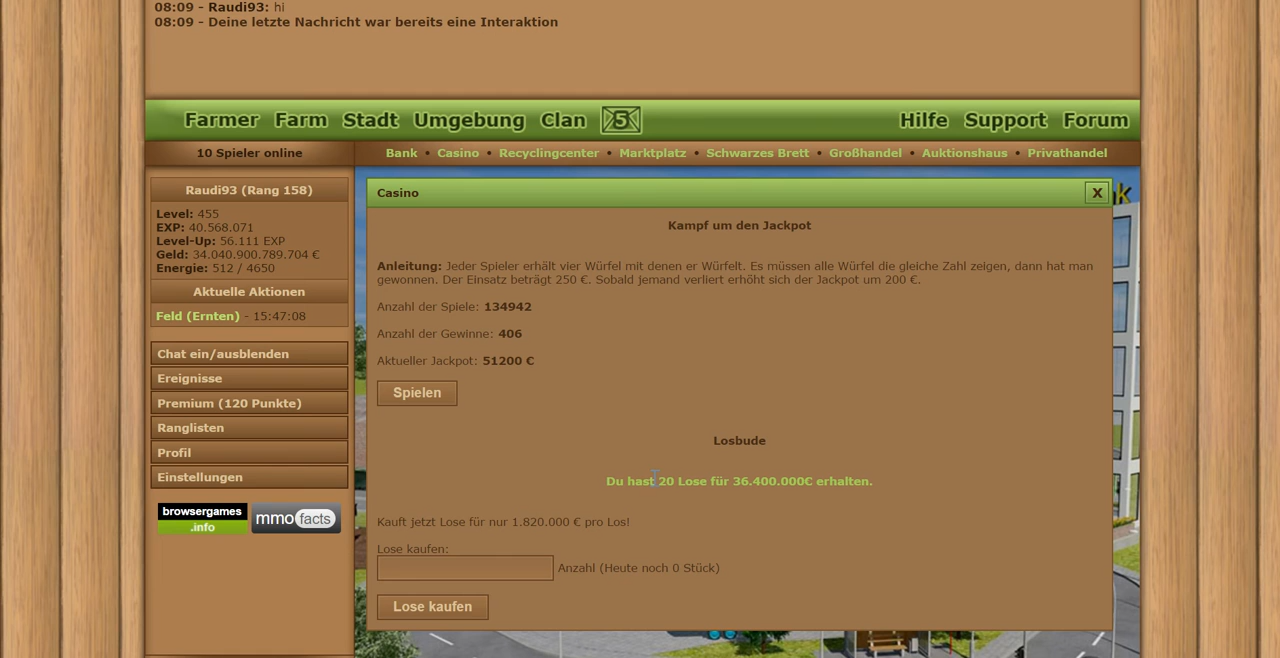 08:09 - Raudi93: hi
08:09 - Deine letzte Nachricht war bereits eine Interaktion
Farmer Farm Stadt Umgebung Clan 5 Hilfe Support Forum
10 Spieler online
Bank • Casino • Recyclingcenter • Marktplatz • Schwarzes Brett • Großhandel • Auktionshaus • Privathandel
Raudi93 (Rang 158)
Level: 455
EXP: 40.568.071
Level-Up: 56.111 EXP
Geld: 34.040.900.789.704 €
Energie: 512 / 4650
Aktuelle Aktionen
Feld (Ernten) - 15:47:08
Chat ein/ausblenden
Ereignisse
Premium (120 Punkte)
Ranglisten
Profil
Einstellungen
browsergames
.info
mmofacts
Casino X
Kampf um den Jackpot
Anleitung: Jeder Spieler erhält vier Würfel mit denen er Würfelt. Es müssen alle Würfel die gleiche Zahl zeigen, dann hat man
gewonnen. Der Einsatz beträgt 250 €. Sobald jemand verliert erhöht sich der Jackpot um 200 €.
Anzahl der Spiele: 134942
Anzahl der Gewinne: 406
Aktueller Jackpot: 51200 €
Spielen
Losbude
Du hast 20 Lose für 36.400.000€ erhalten.
Kauft jetzt Lose für nur 1.820.000 € pro Los!
Lose kaufen:
Anzahl (Heute noch 0 Stück)
Lose kaufen